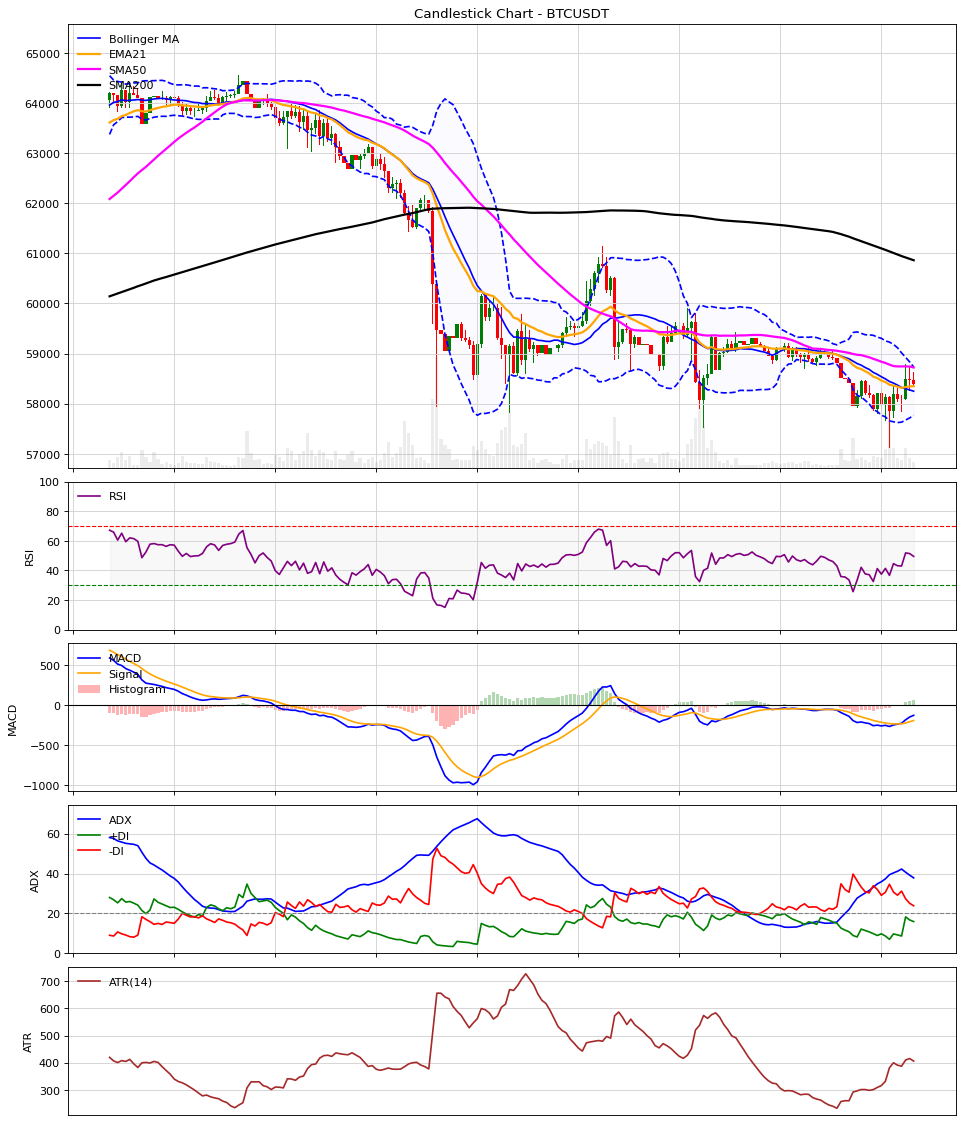 Candlestick Chart - BTCUSDT
Bollinger MA
EMA21
SMA50
SMA200
65000
64000
63000
62000
61000
60000
59000
58000
57000
RSI
RSI
100
80
60
40
20
0
MACD
Signal
Histogram
MACD
500
0
−500
−1000
ADX
+DI
-DI
ADX
60
40
20
0
ATR(14)
ATR
700
600
500
400
300